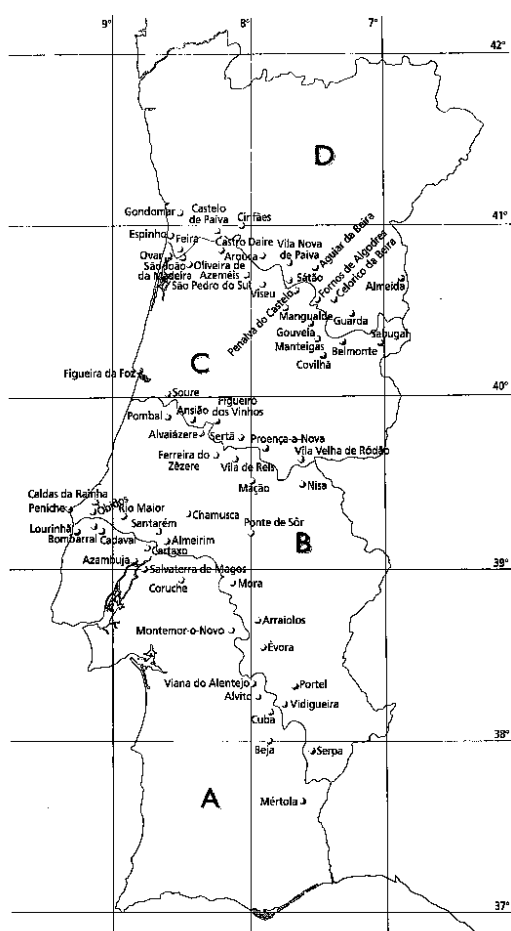 9°
8°
7°
42°
D
Gondomar
Castelo
de Paiva
Cinfães
41°
Espinho
Feira
Castro Daire
Vila Nova
de Paiva
Aguiar da Beira
Ovar
Arouca
São João
da Madeira
Oliveira de
Azeméis
Sátão
Fornos de Algodres
Celorico da Beira
Almeida
São Pedro do Sul
Viseu
Penalva do Castelo
Mangualde
Guarda
Gouveia
Sabugal
Manteigas
Belmonte
Covilhã
C
Figueira da Foz
40°
Soure
Figueiró
dos Vinhos
Pombal
Ansião
Alvaiázere
Sertã
Proença-a-Nova
Ferreira do
Zêzere
Vila de Reis
Vila Velha de Ródão
Mação
Nisa
Caldas da Rainha
Peniche
Óbidos
Rio Maior
Chamusca
Lourinhã
Santarém
Ponte de Sôr
Bombarral
Cadaval
Almeirim
B
Cartaxo
Azambuja
39°
Salvaterra de Magos
Coruche
Mora
Arraiolos
Montemor-o-Novo
Évora
Viana do Alentejo
Portel
Alvito
Vidigueira
Cuba
38°
Beja
Serpa
A
Mértola
37°